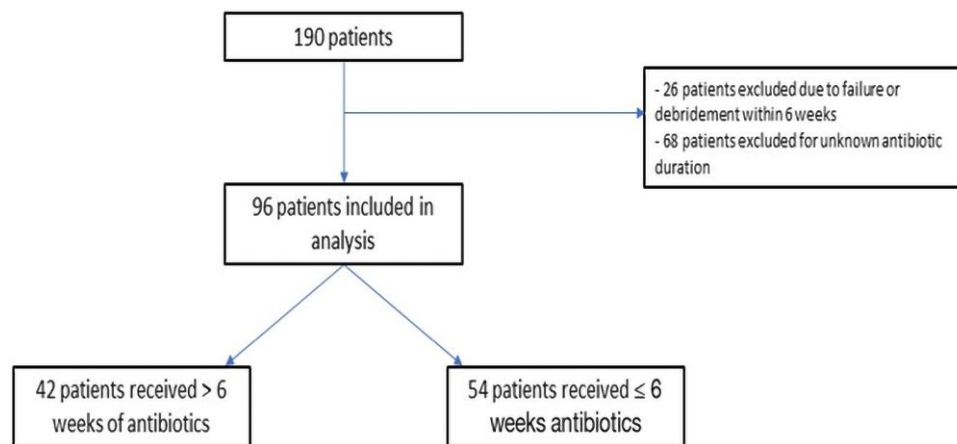 190 patients
- 26 patients excluded due to failure or
debridement within 6 weeks
- 68 patients excluded for unknown antibiotic
duration
96 patients included in
analysis
42 patients received > 6
weeks of antibiotics
54 patients received ≤ 6
weeks antibiotics